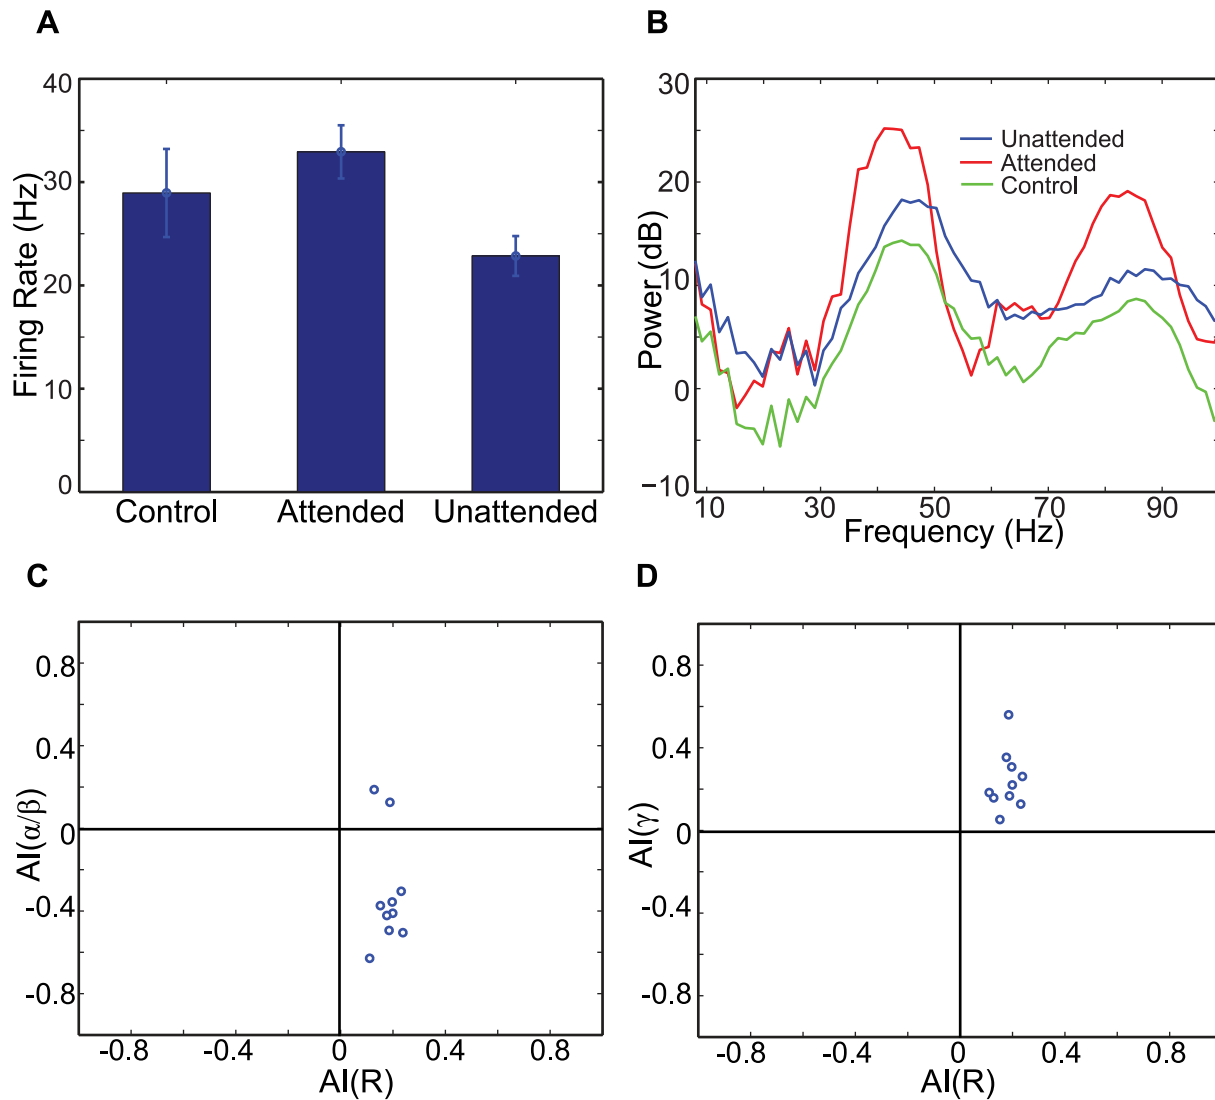 A
Firing Rate (Hz)
40
30
20
10
0
Control Attended Unattended
B
Power (dB)
30
20
10
0
−10
Unattended
Attended
Control
10 30 50 70 90
Frequency (Hz)
C
AI(α/β)
0.8
0.4
0
-0.4
-0.8
-0.8 -0.4 0 0.4 0.8
AI(R)
D
AI(γ)
0.8
0.4
0
-0.4
-0.8
-0.8 -0.4 0 0.4 0.8
AI(R)